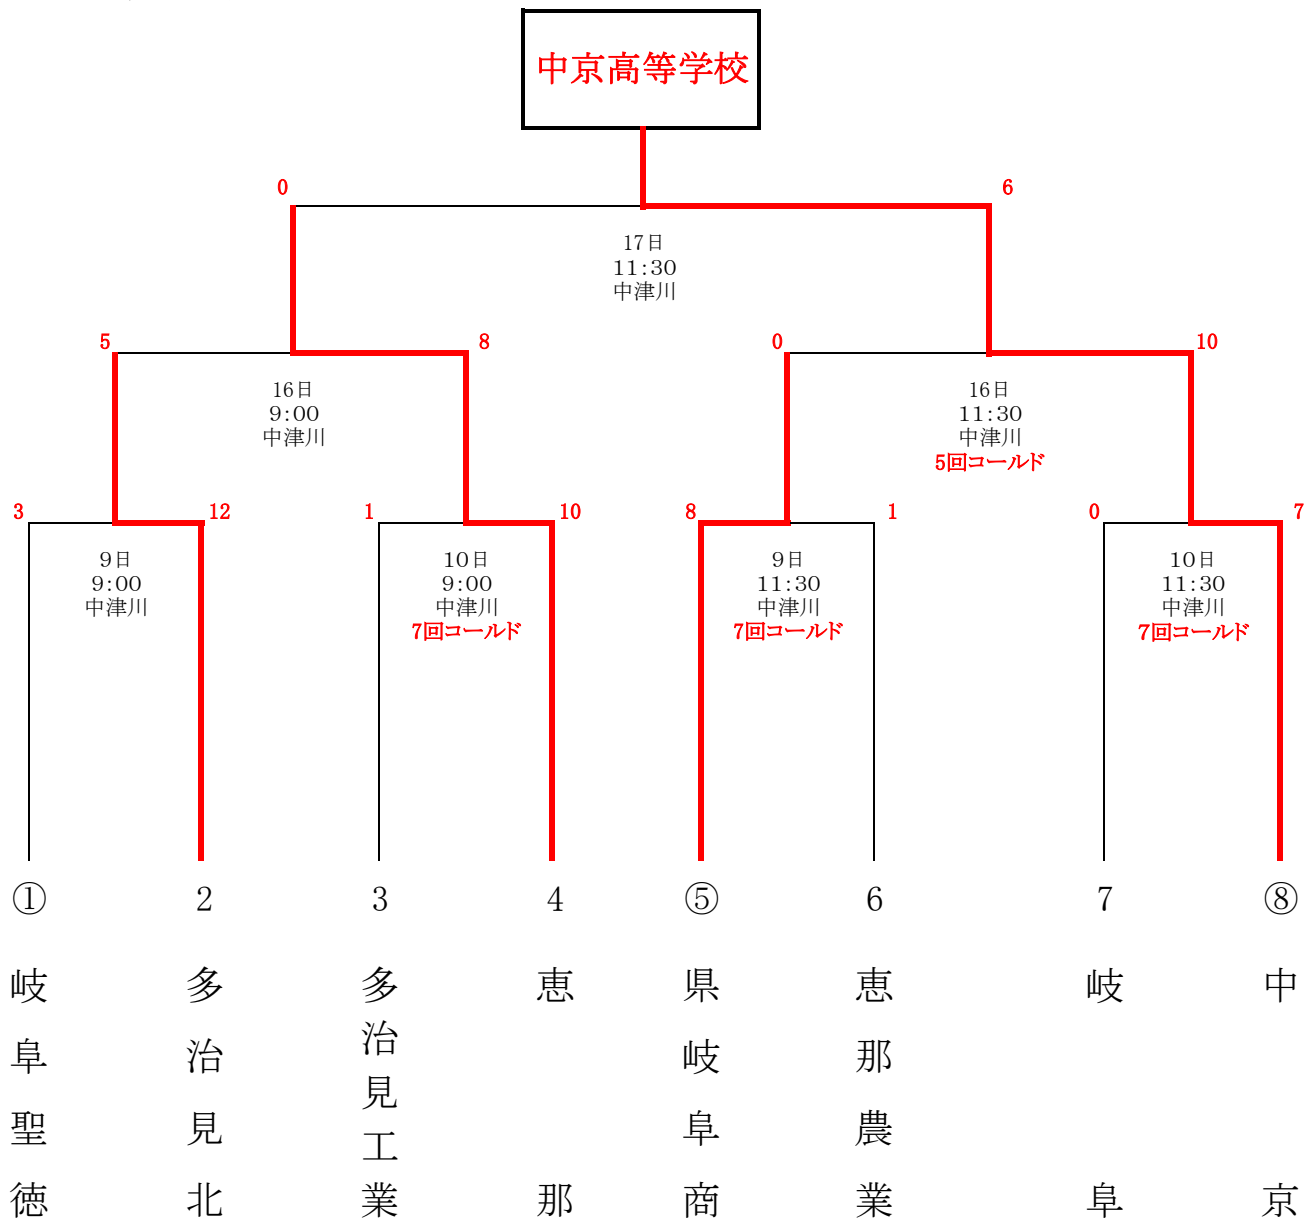 中京高等学校
0
6
17日
11:30
中津川
5
8
0
10
16日
9:00
中津川
16日
11:30
中津川
5回コールド
3
12
1
10
8
1
0
7
9日
9:00
中津川
10日
9:00
中津川
7回コールド
9日
11:30
中津川
7回コールド
10日
11:30
中津川
7回コールド
①
2
3
4
⑤
6
7
⑧
岐阜聖徳
多治見北
多治見工業
恵那
県岐阜商
恵那農業
岐阜
中京